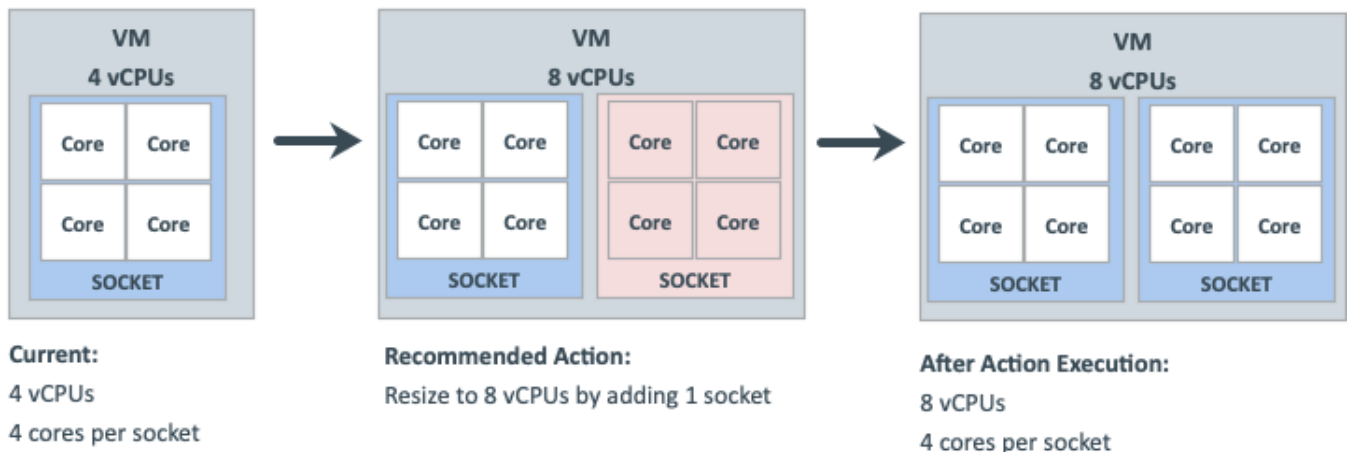 VM
4 vCPUs
Core Core
Core Core
SOCKET
Current:
4 vCPUs
4 cores per socket
VM
8 vCPUs
Core Core Core Core
Core Core Core Core
SOCKET SOCKET
Recommended Action:
Resize to 8 vCPUs by adding 1 socket
VM
8 vCPUs
Core Core Core Core
Core Core Core Core
SOCKET SOCKET
After Action Execution:
8 vCPUs
4 cores per socket